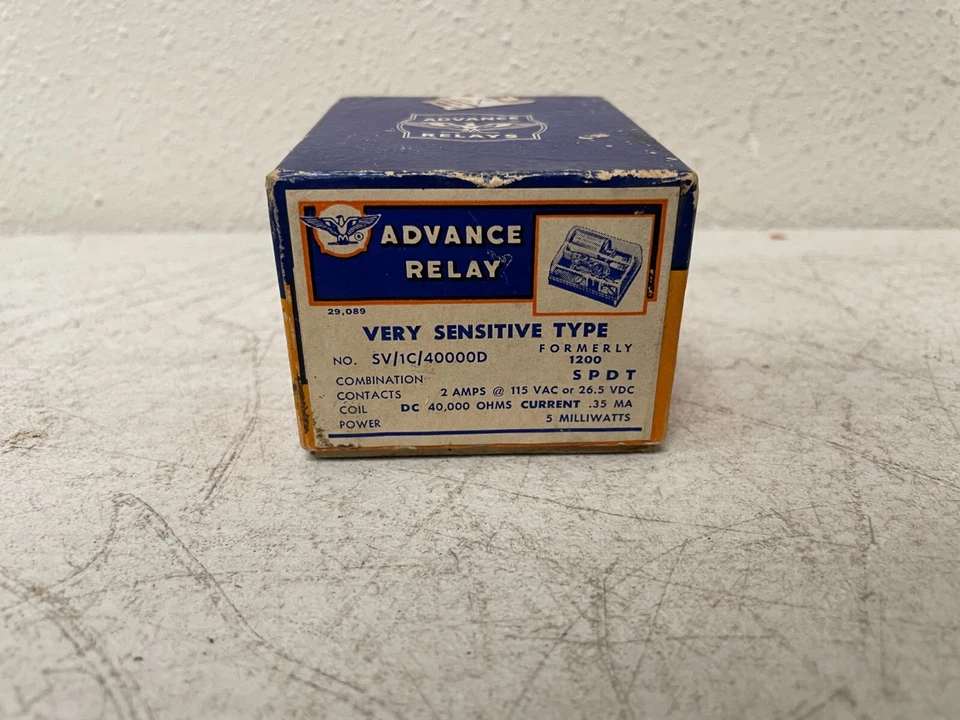 ADVANCE
RELAYS
ADVANCE
RELAY
29,089
VERY SENSITIVE TYPE
NO. SV/1C/40000D FORMERLY
1200
COMBINATION SPDT
CONTACTS 2 AMPS @ 115 VAC or 26.5 VDC
COIL DC 40,000 OHMS CURRENT .35 MA
POWER 5 MILLIWATTS